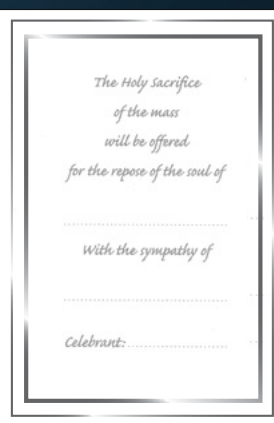 The Holy Sacrifice
of the mass
will be offered
for the repose of the soul of
With the sympathy of
Celebrant: